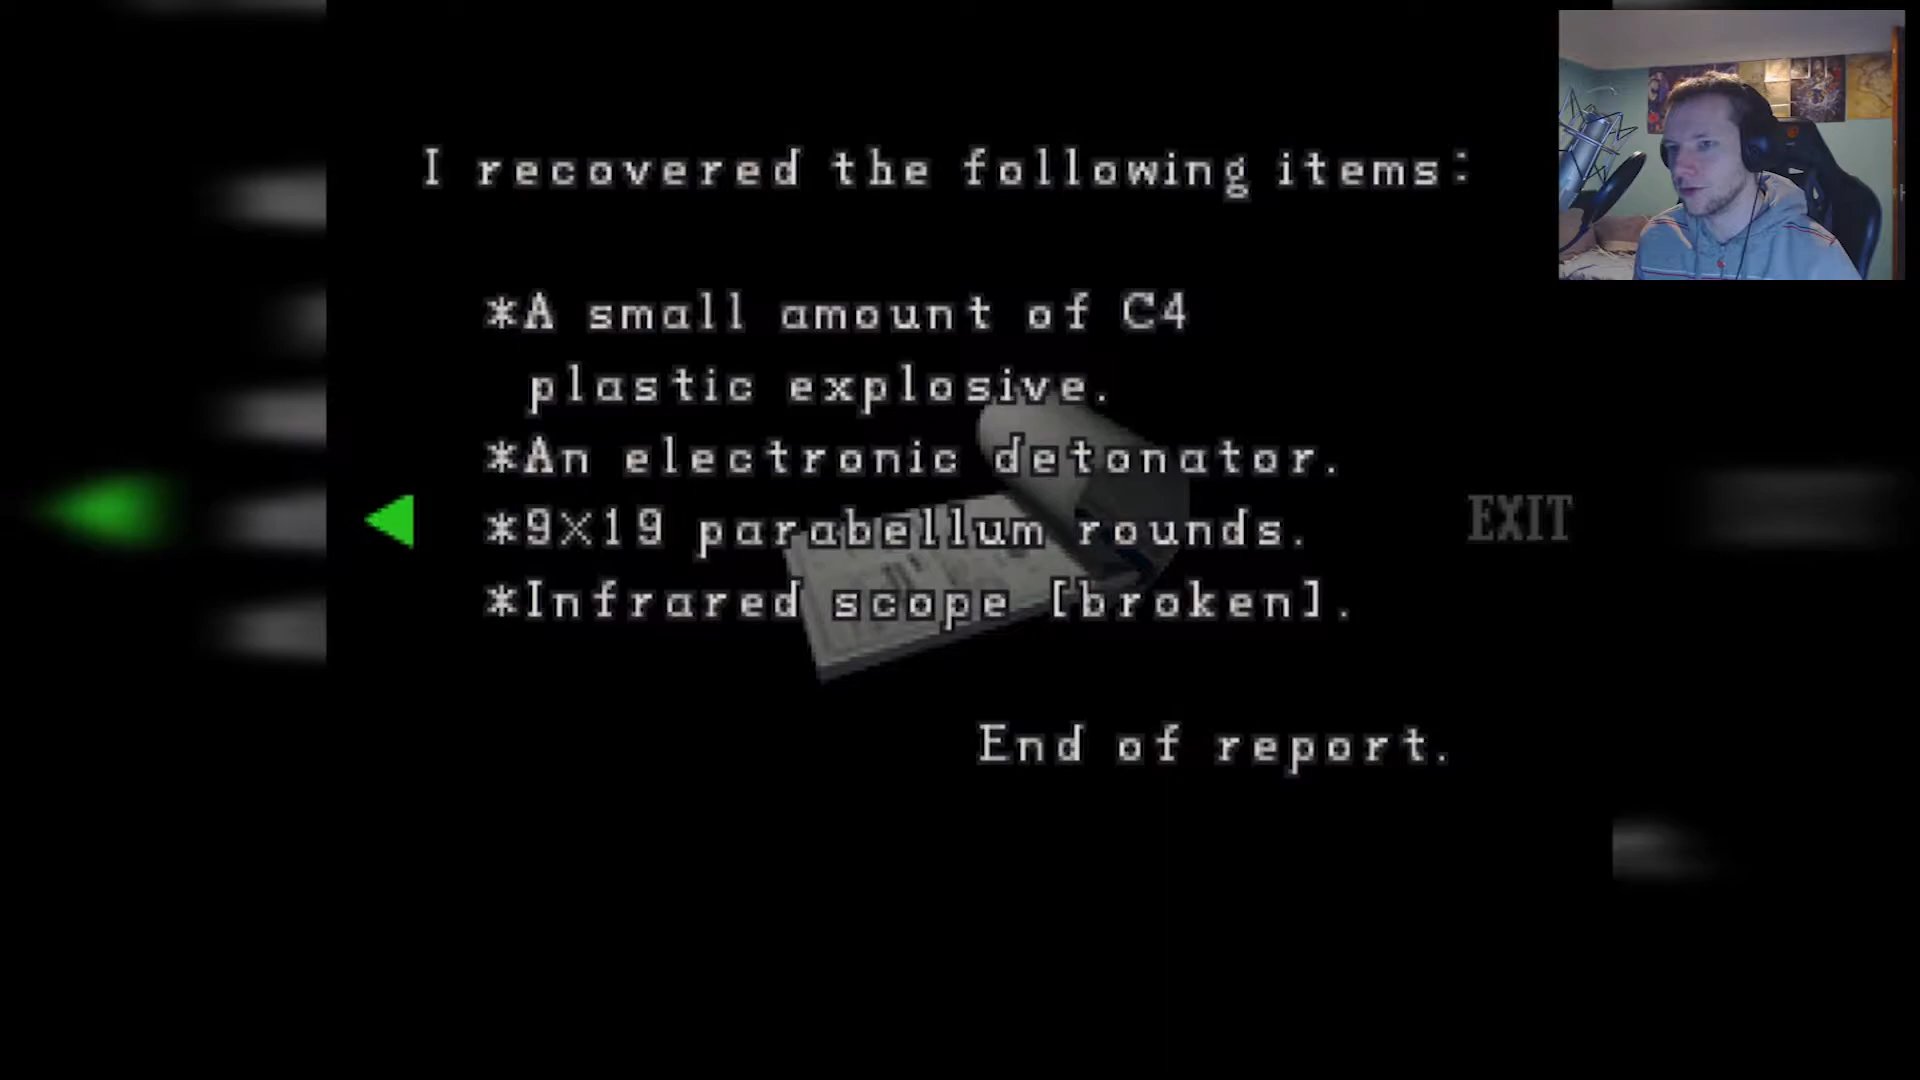 I recovered the following items:
*A small amount of C4
plastic explosive.
*An electronic detonator.
*9×19 parabellum rounds.
EXIT
*Infrared scope [broken].
End of report.